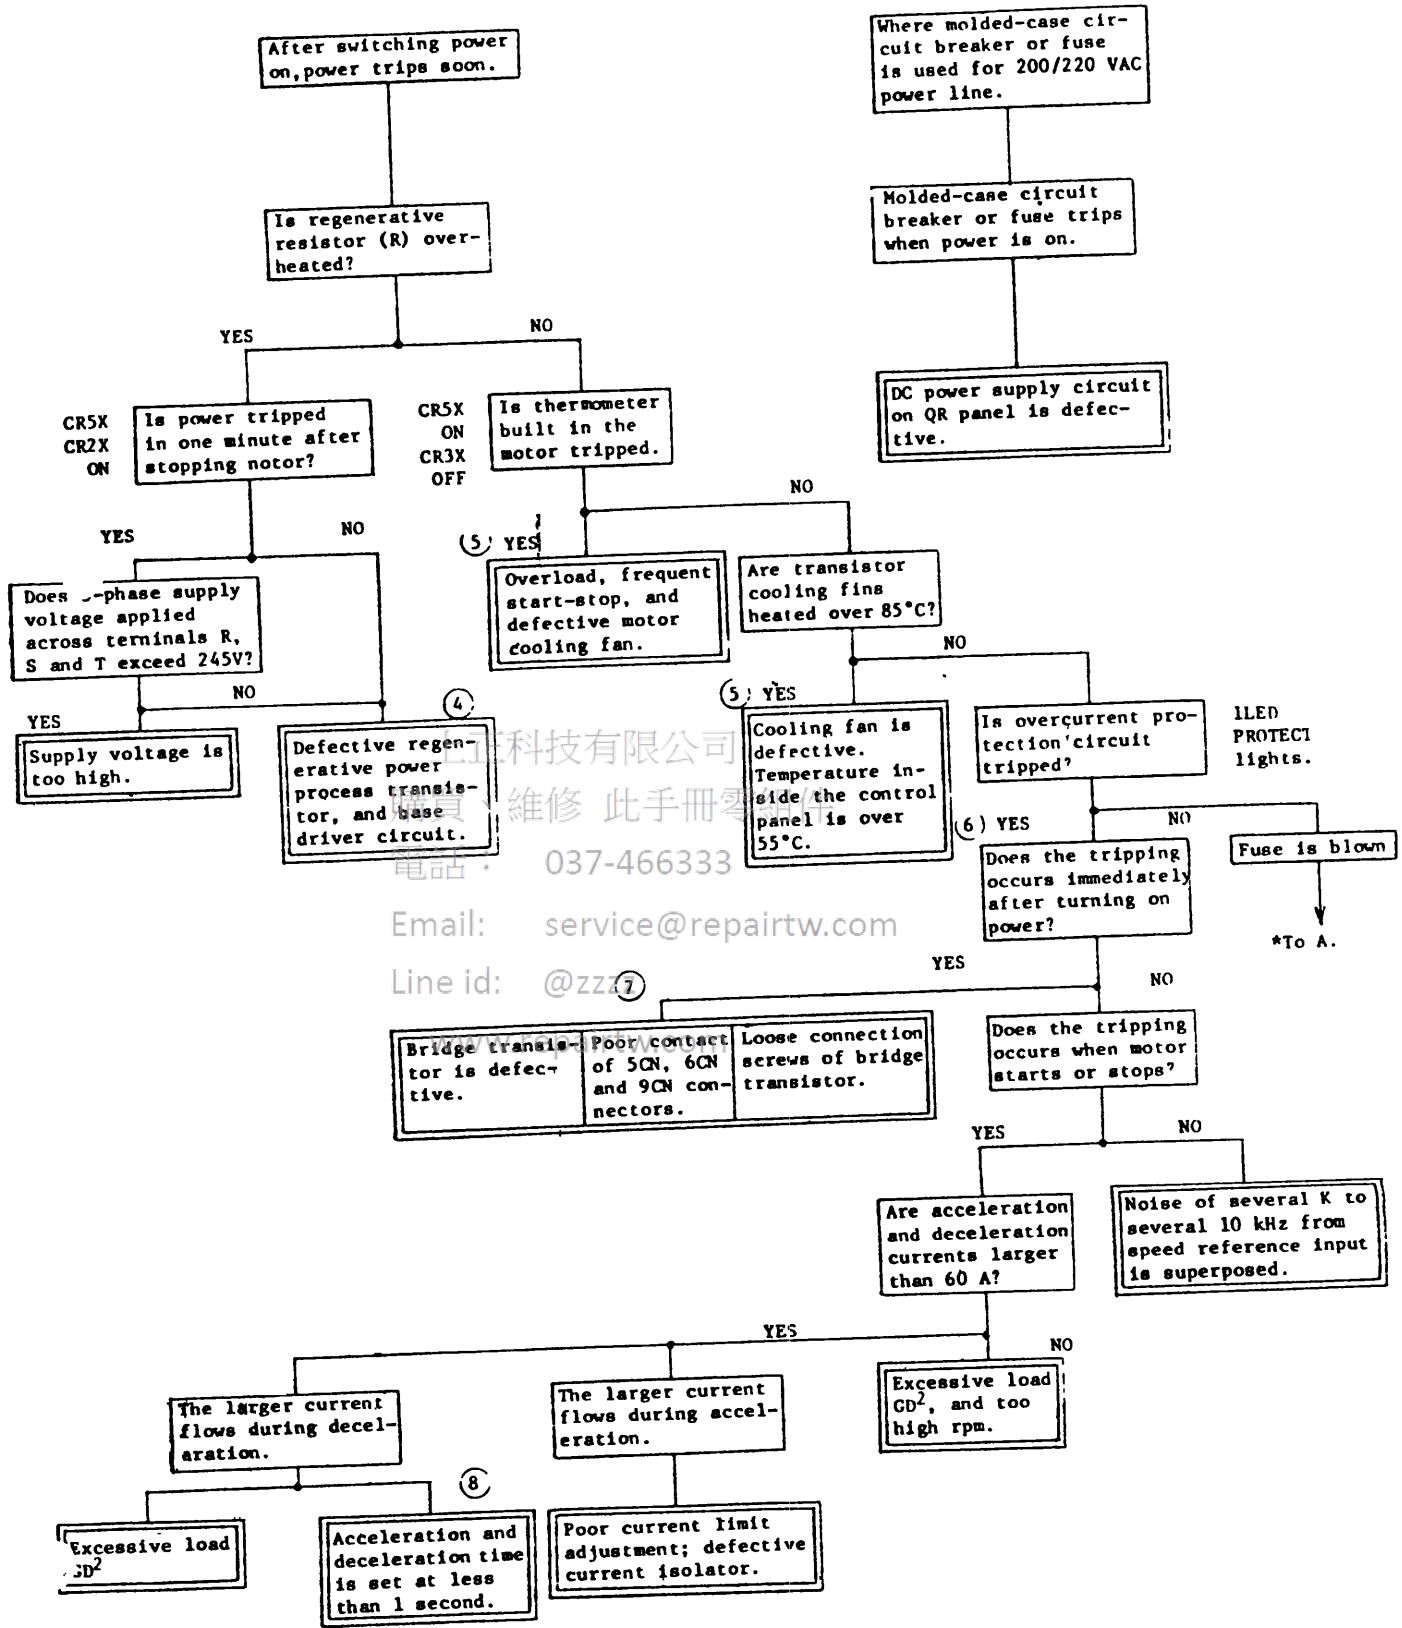 After switching power
on,power trips soon.
Where molded-case cir-
cuit breaker or fuse
is used for 200/220 VAC
power line.
Molded-case circuit
breaker or fuse trips
when power is on.
Is regenerative
resistor (R) over-
heated?
YES
NO
DC power supply circuit
on QR panel is defec-
tive.
CR5X
CR2X
ON
Is power tripped
in one minute after
stopping notor?
CR5X
ON
CR3X
OFF
Is thermometer
built in the
motor tripped.
NO
YES
NO
5
YES
Overload, frequent
start-stop, and
defective motor
cooling fan.
Are transistor
cooling fins
heated over 85°C?
Does -phase supply
voltage applied
across terninals R,
S and T exceed 245V?
NO
NO
YES
4
5
YES
Supply voltage is
too high.
Defective regen-
erative power
process transis-
tor, and base
driver circuit.
Cooling fan is
defective.
Temperature in-
side the control
panel is over
55°C.
Is overcurrent pro-
tection circuit
tripped?
1LED
PROTECT
lights.
上正科技有限公司
購買、維修 此手冊零組件
電話： 037-466333
Email: service@repairtw.com
Line id: @zzzz
www.repairtw.com
6
YES
NO
Does the tripping
occurs immediately
after turning on
power?
Fuse is blown
*To A.
YES
NO
7
Bridge transis-
tor is defec-
tive.
Poor contact
of 5CN, 6CN
and 9CN con-
nectors.
Loose connection
screws of bridge
transistor.
Does the tripping
occurs when motor
starts or stops?
YES
NO
Are acceleration
and deceleration
currents larger
than 60 A?
Noise of several K to
several 10 kHz from
speed reference input
is superposed.
YES
NO
The larger current
flows during decel-
aration.
The larger current
flows during accel-
eration.
Excessive load
GD², and too
high rpm.
8
Excessive load
GD²
Acceleration and
deceleration time
is set at less
than 1 second.
Poor current limit
adjustment; defective
current isolator.